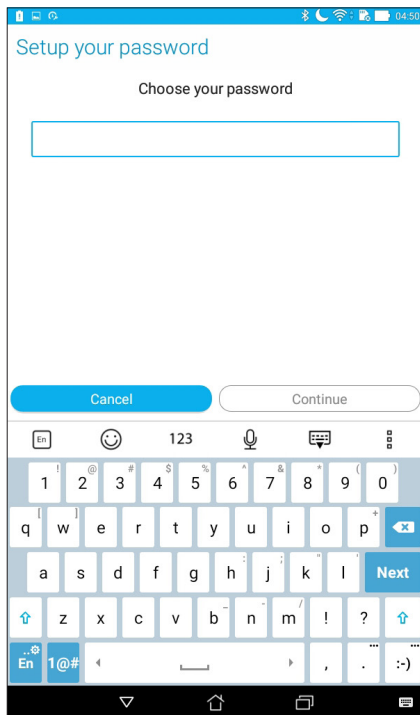 04:50
Setup your password
Choose your password
Cancel Continue
En 123
! @ # $ % ^ & * ( )
1 2 3 4 5 6 7 8 9 0
[ ] +
q w e r t y u i o p
: ; " '
a s d f g h j k l Next
_ - /
z x c v b n m ! ?
En 1@# , . :-)